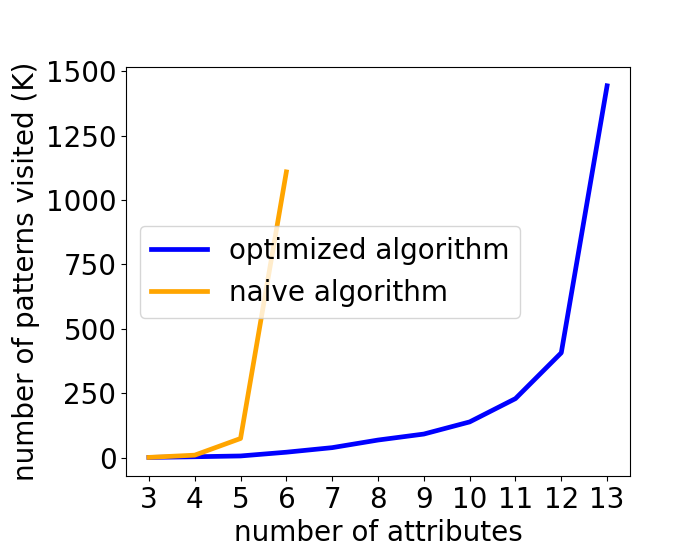 number of patterns visited (K)
1500
1250
1000
750
500
250
0
optimized algorithm
naive algorithm
3 4 5 6 7 8 9 10 11 12 13
number of attributes